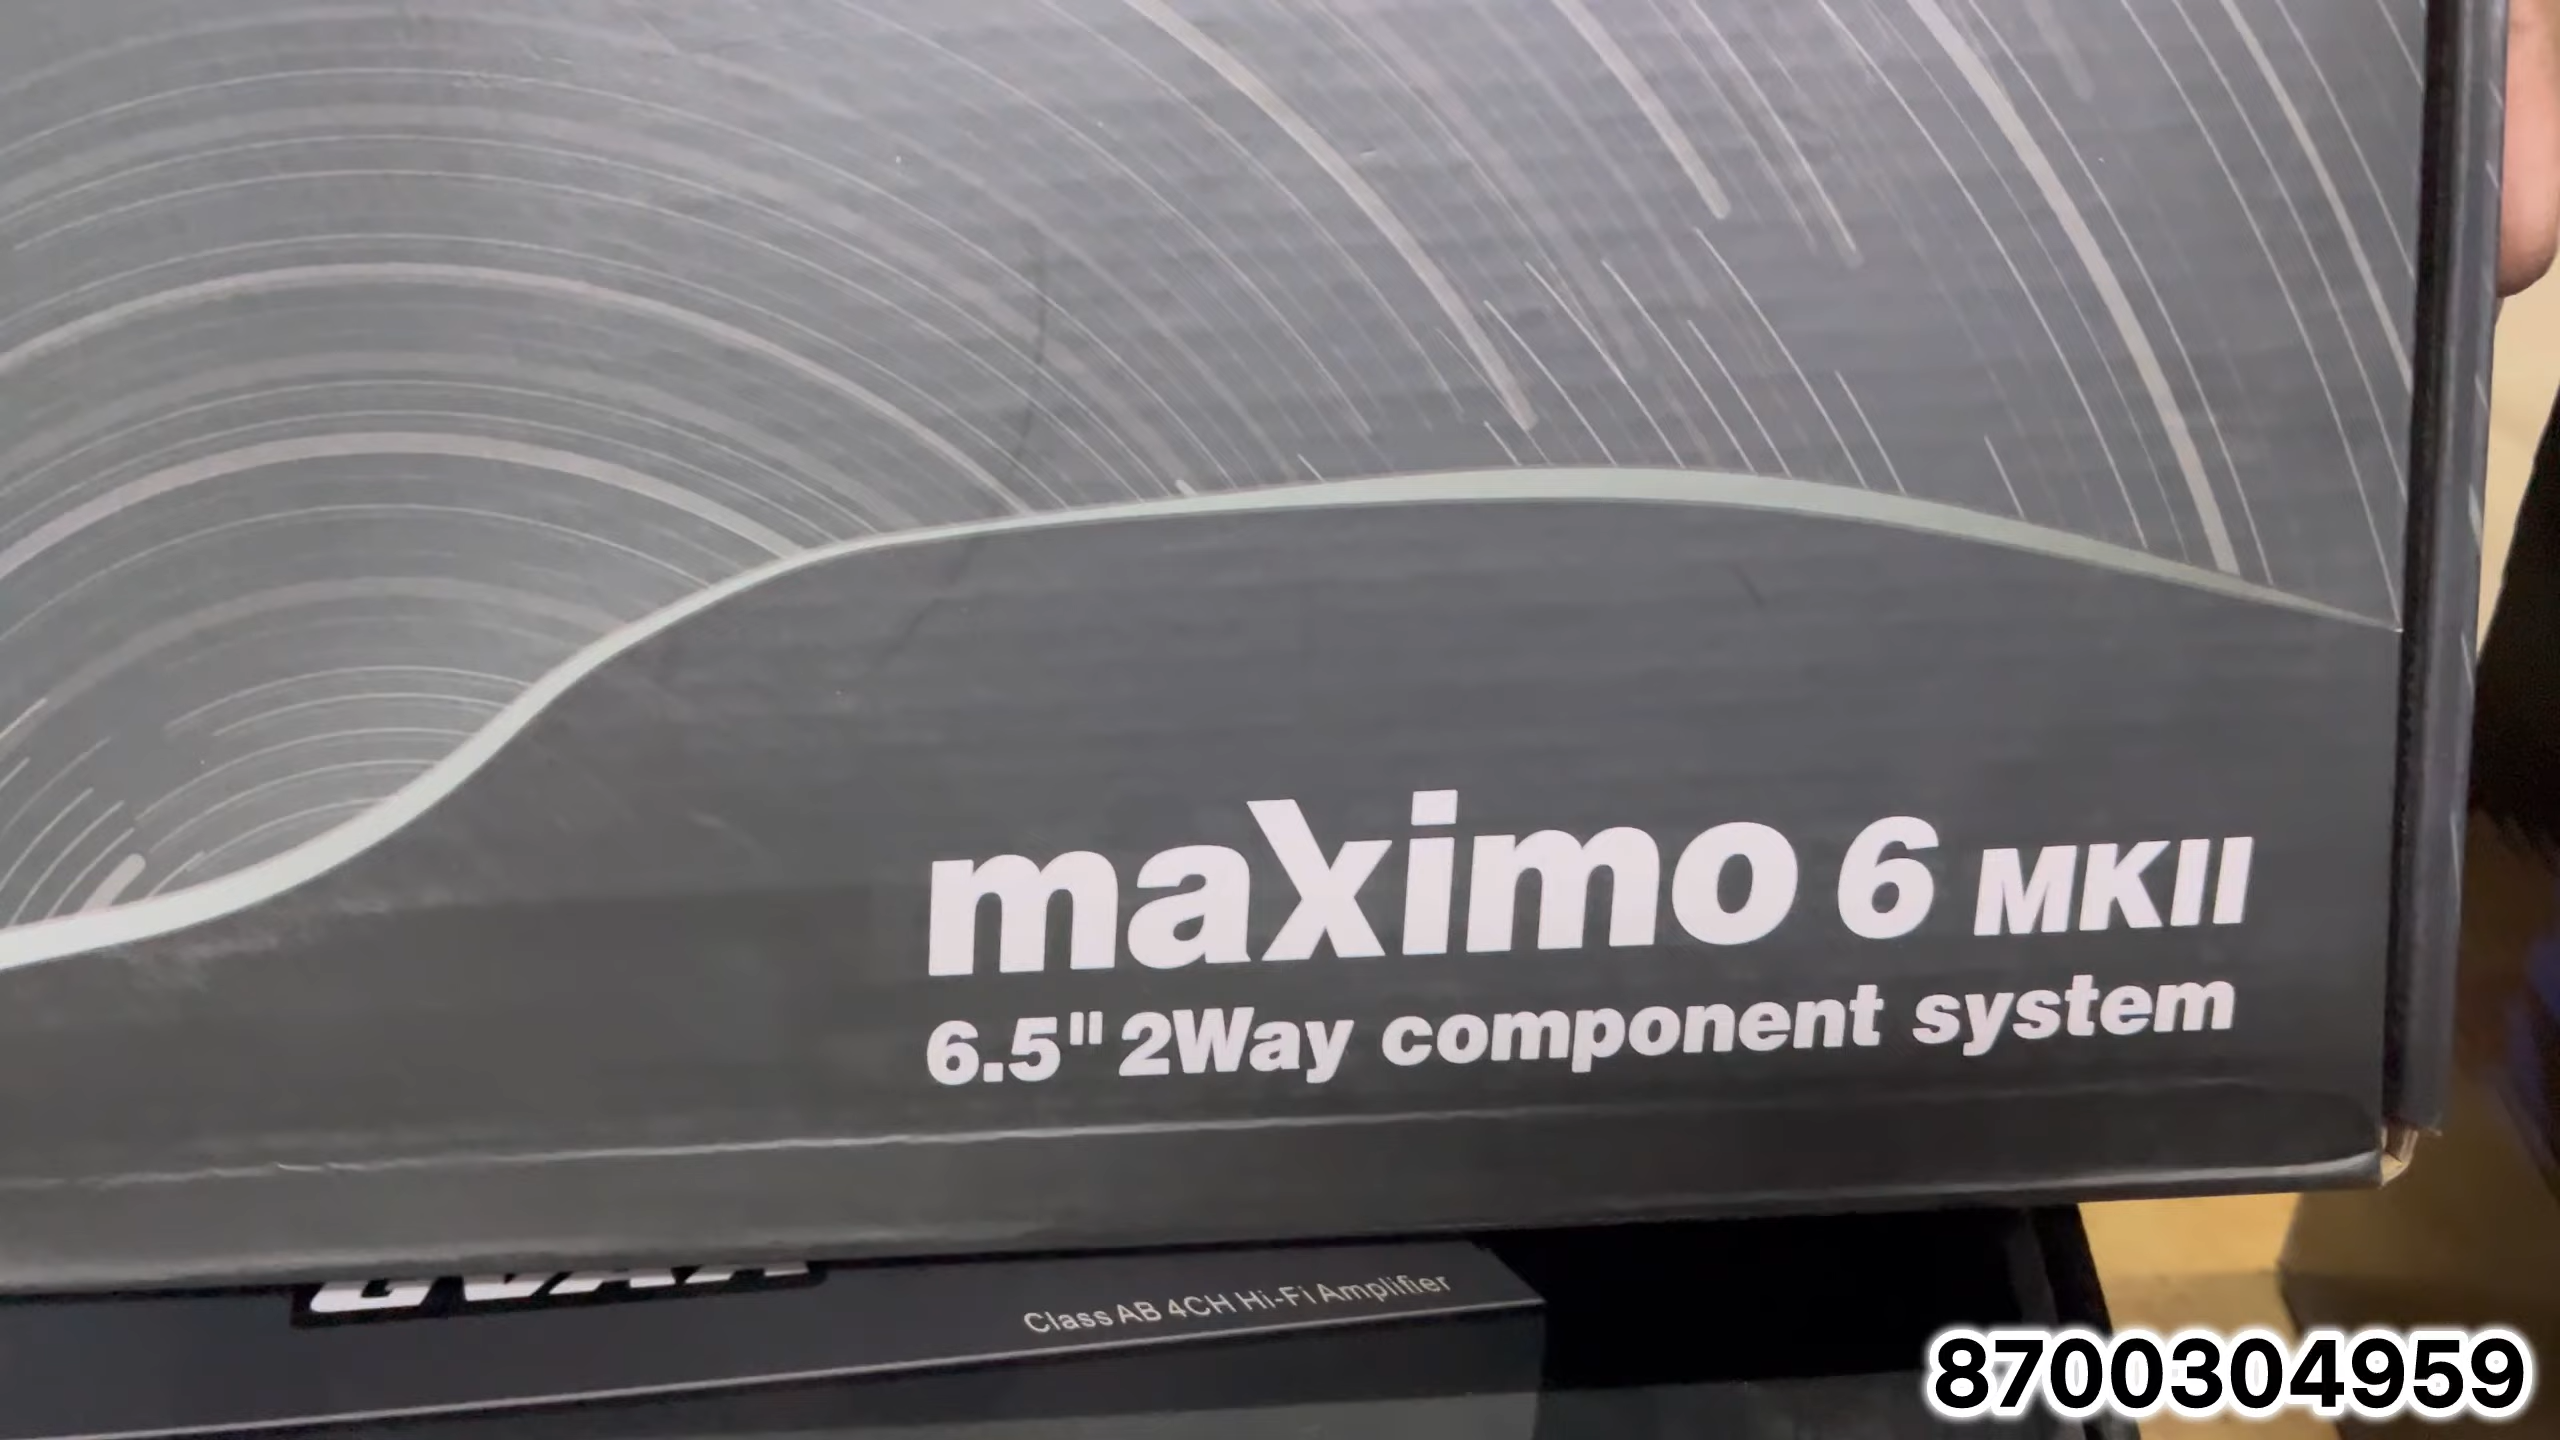 maximo 6 MKII
6.5" 2Way component system
Class AB 4CH Hi-Fi Amplifier
8700304959